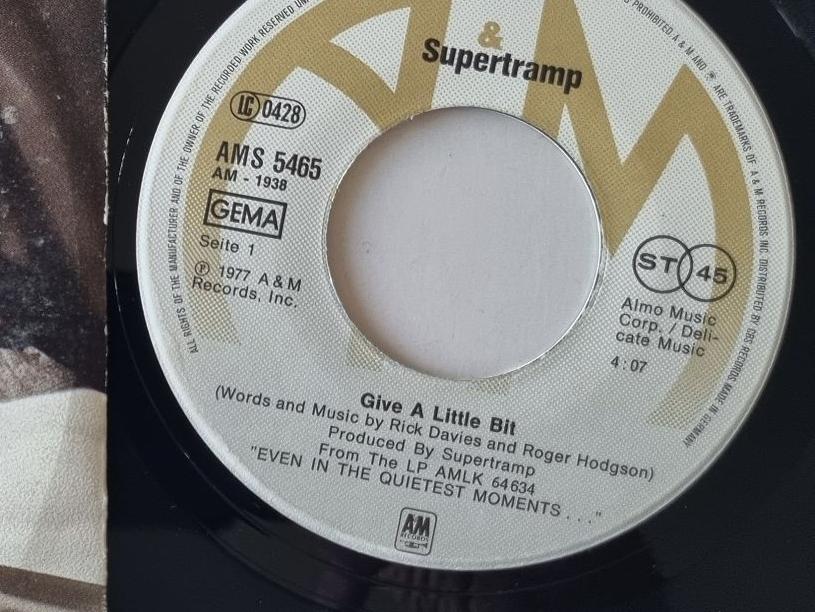 &
Supertramp
LC 0428
AMS 5465
AM - 1938
GEMA
Seite 1
Ⓟ 1977 A & M
Records, Inc.
ST 45
Almo Music
Corp. / Deli-
cate Music
4:07
Give A Little Bit
(Words and Music by Rick Davies and Roger Hodgson)
Produced By Supertramp
From The LP AMLK 64634
"EVEN IN THE QUIETEST MOMENTS..."
AM
RECORDS
ALL RIGHTS OF THE MANUFACTURER AND OF THE OWNER OF THE RECORDED WORK RESERVED
PROHIBITED A & M AND ® ARE TRADEMARKS OF A & M RECORDS INC. DISTRIBUTED BY CBS RECORDS MADE IN GERMANY